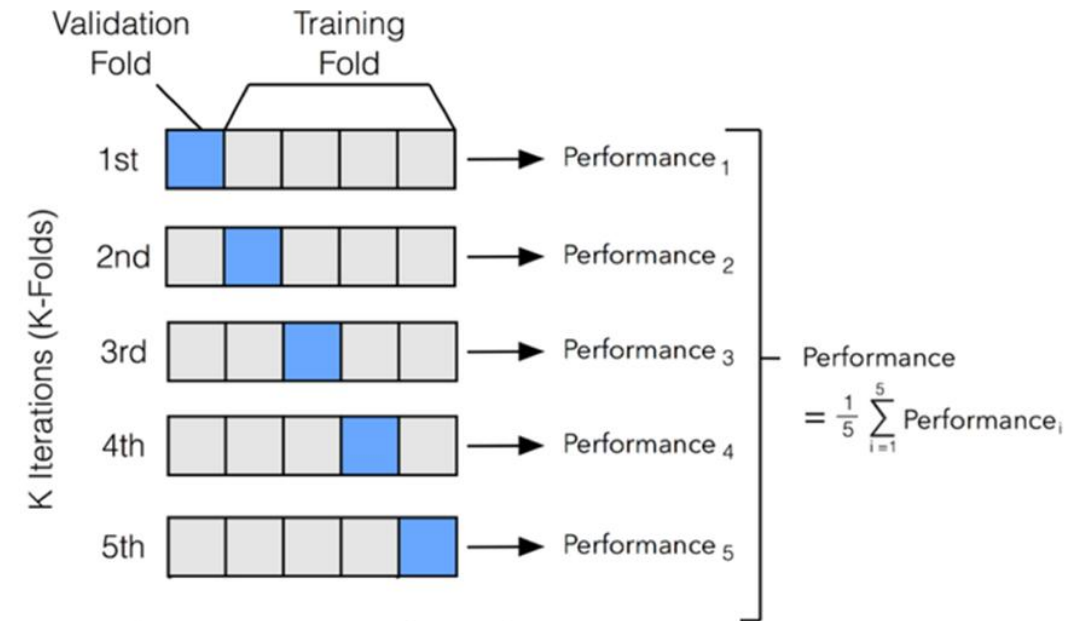 Validation
Fold
Training
Fold
K Iterations (K-Folds)
1st
Performance 1
2nd
Performance 2
3rd
Performance 3
4th
Performance 4
5th
Performance 5
Performance
= 1/5 5 ∑ i=1 Performance i